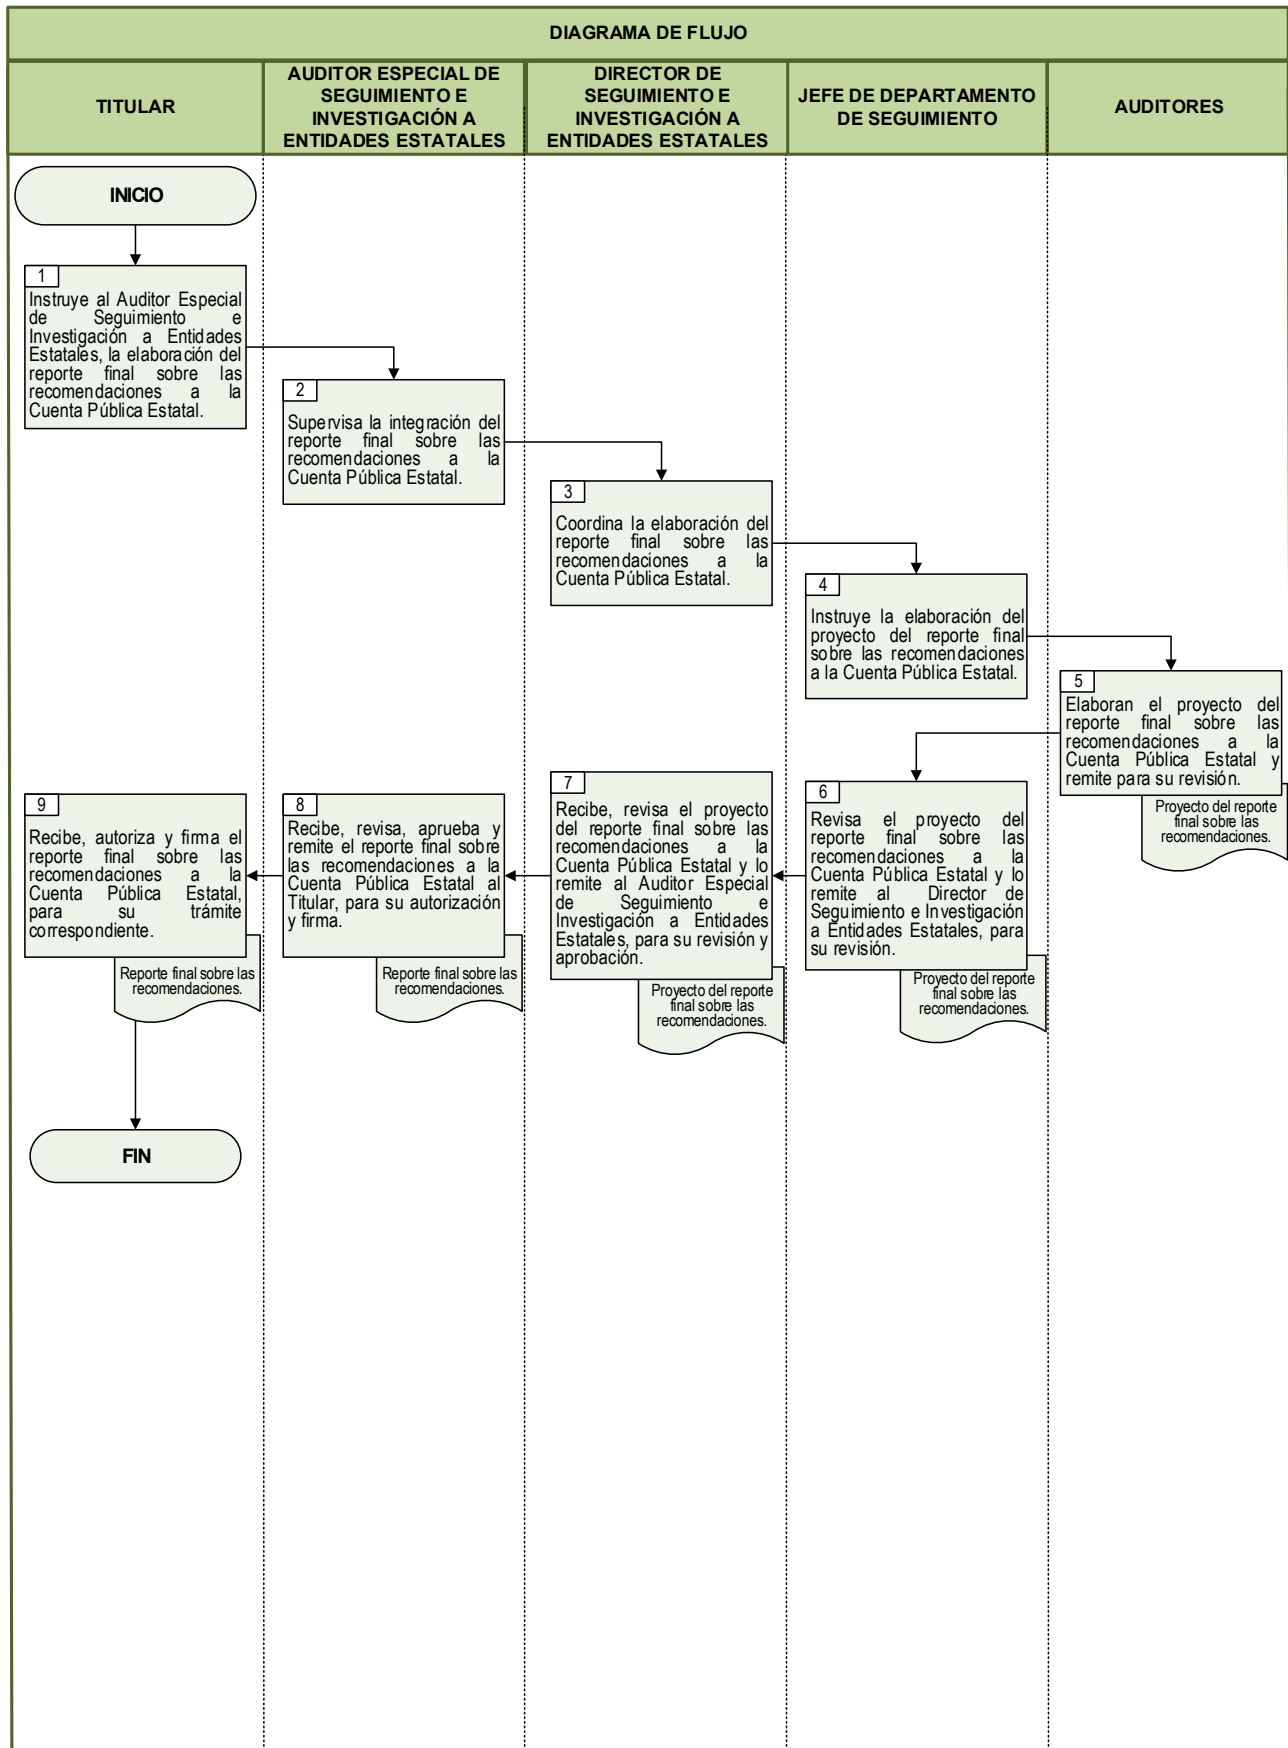 DIAGRAMA DE FLUJO
TITULAR
AUDITOR ESPECIAL DE
SEGUIMIENTO E
INVESTIGACIÓN A
ENTIDADES ESTATALES
DIRECTOR DE
SEGUIMIENTO E
INVESTIGACIÓN A
ENTIDADES ESTATALES
JEFE DE DEPARTAMENTO
DE SEGUIMIENTO
AUDITORES
INICIO
1
Instruye al Auditor Especial
de Seguimiento e
Investigación a Entidades
Estatales, la elaboración del
reporte final sobre las
recomendaciones a la
Cuenta Pública Estatal.
2
Supervisa la integración del
reporte final sobre las
recomendaciones a la
Cuenta Pública Estatal.
3
Coordina la elaboración del
reporte final sobre las
recomendaciones a la
Cuenta Pública Estatal.
4
Instruye la elaboración del
proyecto del reporte final
sobre las recomendaciones
a la Cuenta Pública Estatal.
5
Elaboran el proyecto del
reporte final sobre las
recomendaciones a la
Cuenta Pública Estatal y
remite para su revisión.
Proyecto del reporte
final sobre las
recomendaciones.
6
Revisa el proyecto del
reporte final sobre las
recomendaciones a la
Cuenta Pública Estatal y lo
remite al Director de
Seguimiento e Investigación
a Entidades Estatales, para
su revisión.
Proyecto del reporte
final sobre las
recomendaciones.
7
Recibe, revisa el proyecto
del reporte final sobre las
recomendaciones a la
Cuenta Pública Estatal y lo
remite al Auditor Especial
de Seguimiento e
Investigación a Entidades
Estatales, para su revisión y
aprobación.
Proyecto del reporte
final sobre las
recomendaciones.
8
Recibe, revisa, aprueba y
remite el reporte final sobre
las recomendaciones a la
Cuenta Pública Estatal al
Titular, para su autorización
y firma.
Reporte final sobre las
recomendaciones.
9
Recibe, autoriza y firma el
reporte final sobre las
recomendaciones a la
Cuenta Pública Estatal,
para su trámite
correspondiente.
Reporte final sobre las
recomendaciones.
FIN